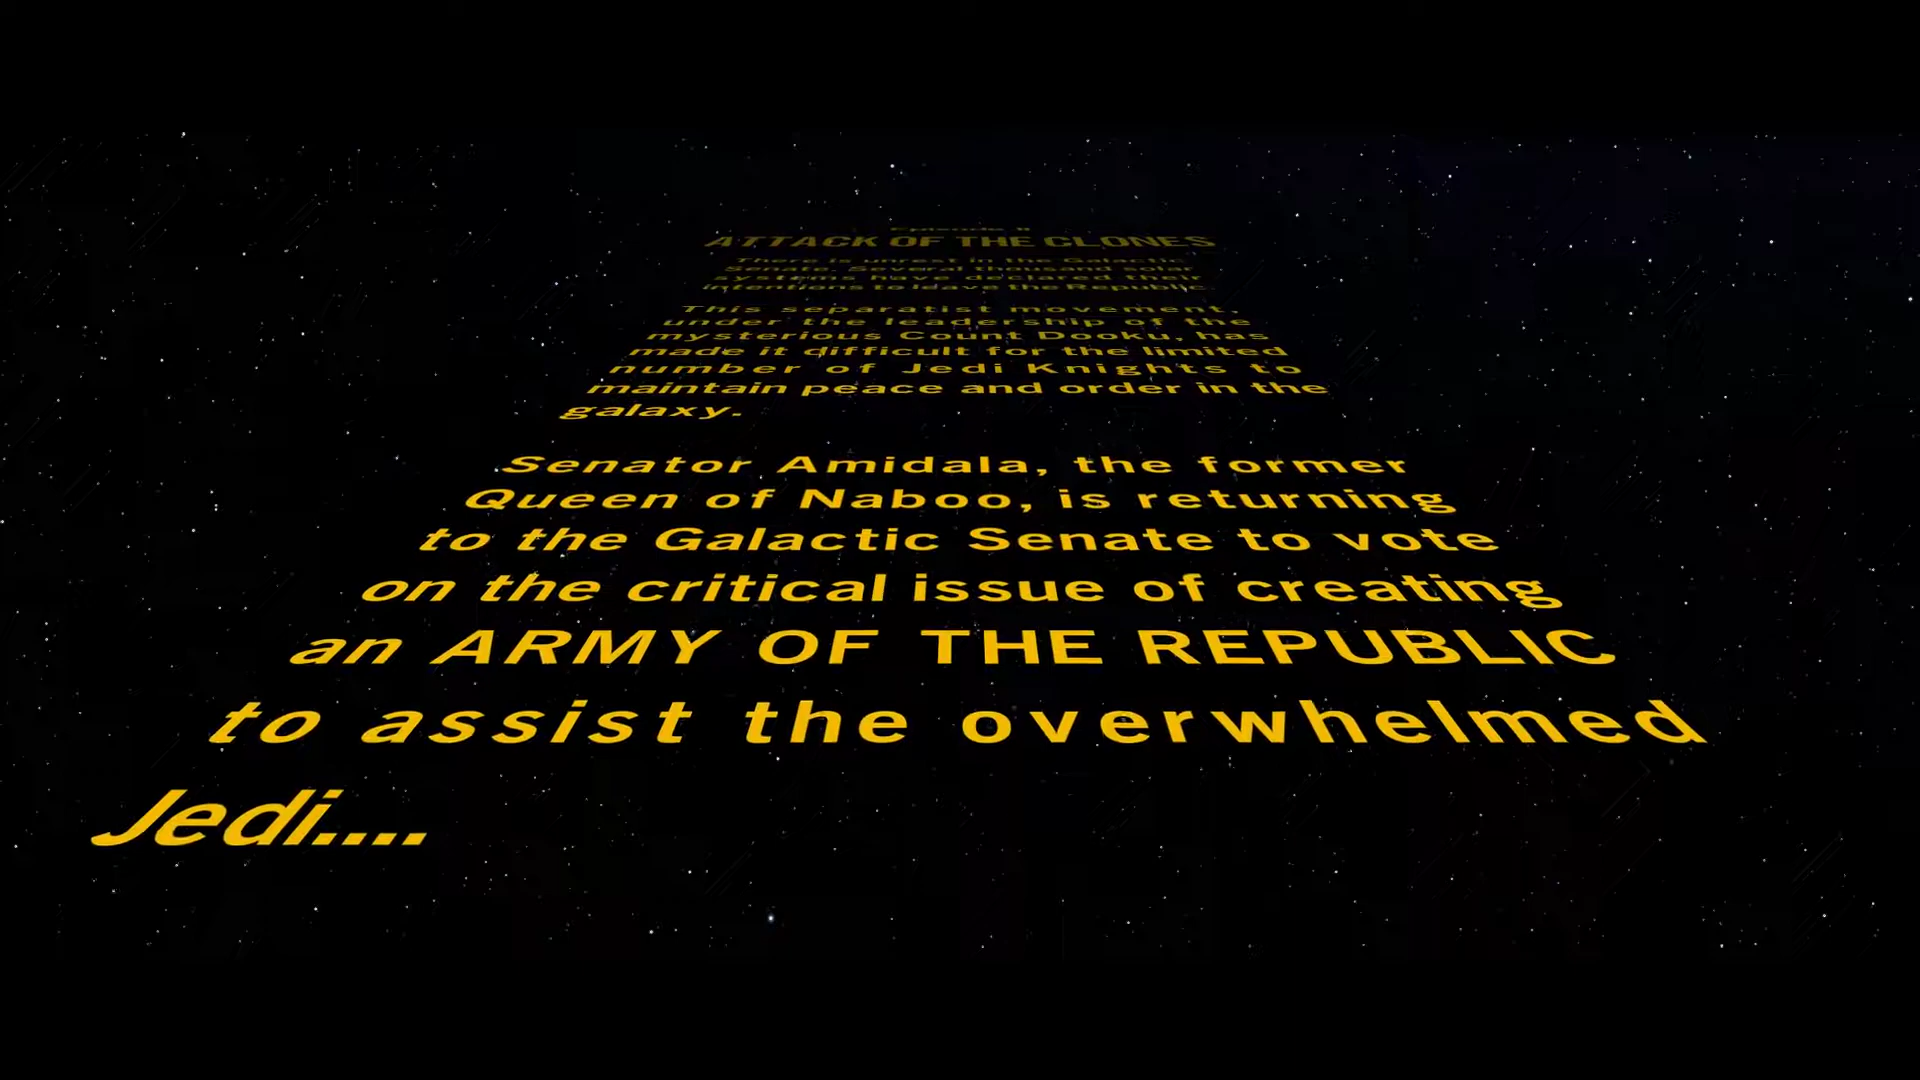 Episode II
ATTACK OF THE CLONES
There is unrest in the Galactic
Senate. Several thousand solar
systems have declared their
intentions to leave the Republic.
This separatist movement,
under the leadership of the
mysterious Count Dooku, has
made it difficult for the limited
number of Jedi Knights to
maintain peace and order in the
galaxy.
Senator Amidala, the former
Queen of Naboo, is returning
to the Galactic Senate to vote
on the critical issue of creating
an ARMY OF THE REPUBLIC
to assist the overwhelmed
Jedi....